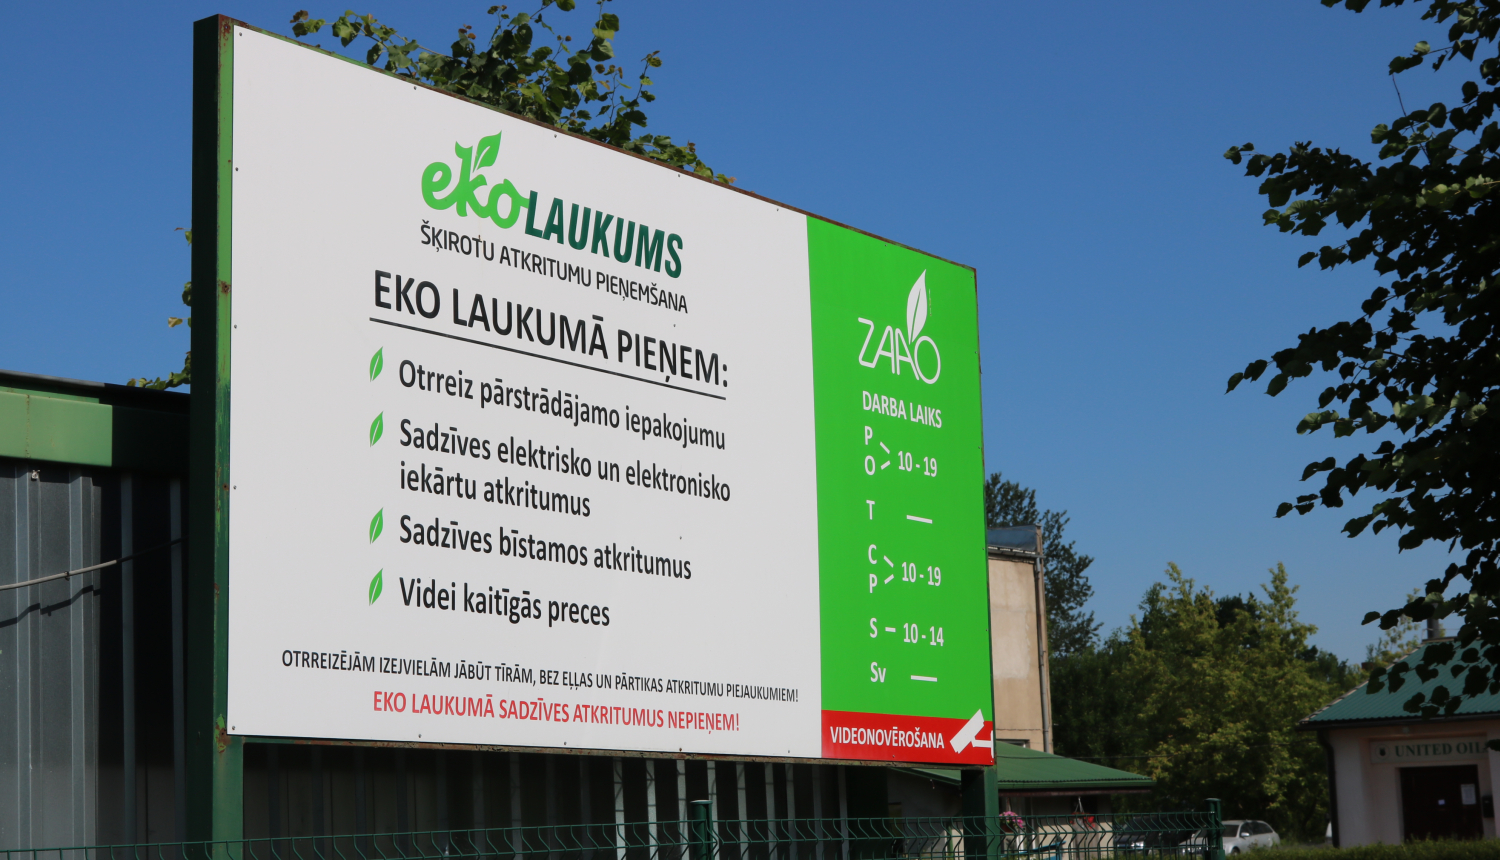 eko LAUKUMS
ŠĶIROTU ATKRITUMU PIEŅEMŠANA
EKO LAUKUMĀ PIEŅEM:
Otrreiz pārstrādājamo iepakojumu
Sadzīves elektrisko un elektronisko
iekārtu atkritumus
Sadzīves bīstamos atkritumus
Videi kaitīgās preces
OTRREIZĒJĀM IZEJVIELĀM JĀBŪT TĪRĀM, BEZ EĻĻAS UN PĀRTIKAS ATKRITUMU PIEJAUKUMIEM!
EKO LAUKUMĀ SADZĪVES ATKRITUMUS NEPIEŅEM!
ZAAO
DARBA LAIKS
P
O > 10 - 19
T —
C
P > 10 - 19
S – 10 - 14
Sv —
VIDEONOVĒROŠANA
UNITED OIL